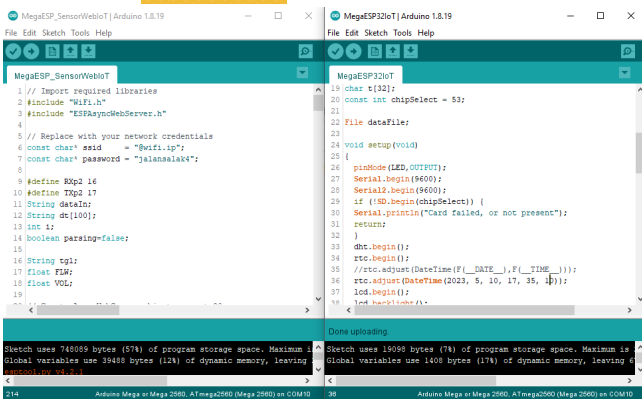 MegaESP_SensorWebIoT | Arduino 1.8.19
File Edit Sketch Tools Help
MegaESP_SensorWebIoT
1 // Import required libraries
2 #include "WiFi.h"
3 #include "ESPAsyncWebServer.h"
4
5 // Replace with your network credentials
6 const char* ssid = "@wifi.ip";
7 const char* password = "jalansalak4";
8
9 #define RXp2 16
10 #define TXp2 17
11 String dataIn;
12 String dt[100];
13 int i;
14 boolean parsing=false;
15
16 String tgl;
17 float FLW;
18 float VOL;
19
Sketch uses 748089 bytes (57%) of program storage space. Maximum i
Global variables use 39488 bytes (12%) of dynamic memory, leaving
esptool.py v4.2.1
214 Arduino Mega or Mega 2560, ATmega2560 (Mega 2560) on COM10
MegaESP32IoT | Arduino 1.8.19
File Edit Sketch Tools Help
MegaESP32IoT
19 char t[32];
20 const int chipSelect = 53;
21
22 File dataFile;
23
24 void setup(void)
25 {
26 pinMode(LED,OUTPUT);
27 Serial.begin(9600);
28 Serial2.begin(9600);
29 if (!SD.begin(chipSelect)) {
30 Serial.println("Card failed, or not present");
31 return;
32 }
33 dht.begin();
34 rtc.begin();
35 //rtc.adjust(DateTime(F(__DATE__),F(__TIME__)));
36 rtc.adjust(DateTime(2023, 5, 10, 17, 35, 10));
37 lcd.begin();
38 lcd.backlight();
Done uploading.
Sketch uses 19098 bytes (7%) of program storage space. Maximum is
Global variables use 1408 bytes (17%) of dynamic memory, leaving 6
36 Arduino Mega or Mega 2560, ATmega2560 (Mega 2560) on COM10